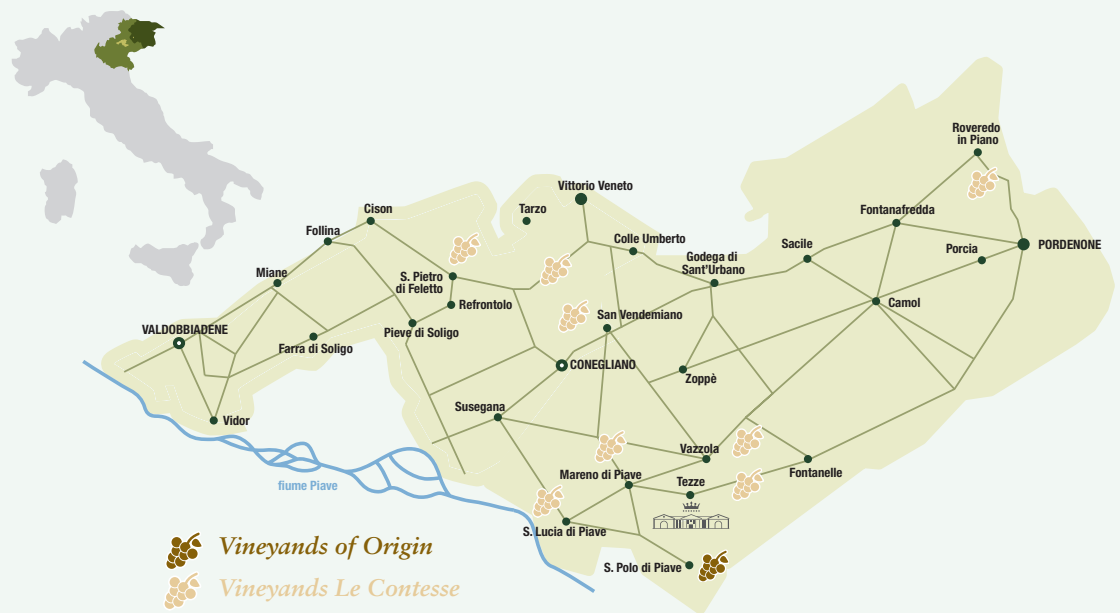 Roveredo
in Piano
Vittorio Veneto
Cison
Tarzo
Fontanafredda
Follina
Colle Umberto
Sacile
Porcia
PORDENONE
Godega di
Sant'Urbano
Miane
S. Pietro
di Feletto
Refrontolo
Camol
San Vendemiano
VALDOBBIADENE
Pieve di Soligo
Farra di Soligo
CONEGLIANO
Zoppè
Susegana
Vidor
Vazzola
Mareno di Piave
Tezze
Fontanelle
fiume Piave
S. Lucia di Piave
S. Polo di Piave
Vineyands of Origin
Vineyands Le Contesse